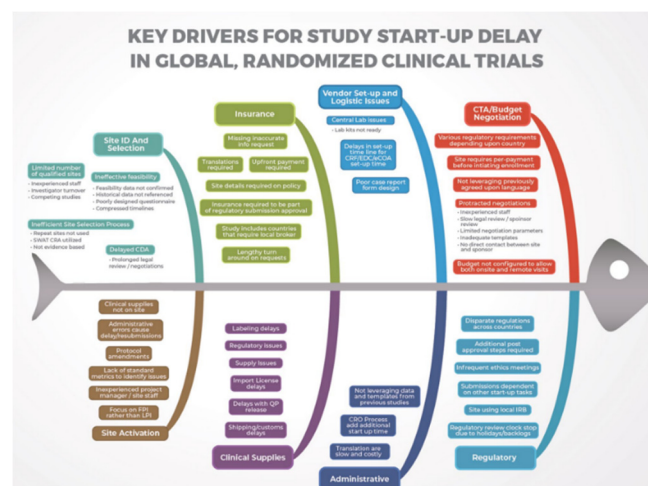 KEY DRIVERS FOR STUDY START-UP DELAY
IN GLOBAL, RANDOMIZED CLINICAL TRIALS
Site ID And
Selection
Limited number
of qualified sites
- Inexperienced staff
- Investigator turnover
- Competing studies
Ineffective feasibility
- Feasibility data not confirmed
- Historical data not referenced
- Poorly designed questionnaire
- Compressed timelines
Inefficient Site Selection Process
- Repeat sites not used
- SWAT CRA utilized
- Not evidence based
Delayed CDA
- Prolonged legal
review / negotiations
Insurance
Missing inaccurate
info request
Translations
required
Upfront payment
required
Site details required on policy
Insurance required to be part
of regulatory submission approval
Study includes countries
that require local broker
Lengthy turn
around on requests
Vendor Set-up and
Logistic Issues
Central Lab Issues
- Lab kits not ready
Delays in set-up
time line for
CRF/EDC/eCOA
set-up time
Poor case report
form design
CTA/Budget
Negotiation
Various regulatory requirements
depending upon country
Site requires per-payment
before initiating enrollment
Not leveraging previously
agreed upon language
Protracted negotiations
- Inexperienced staff
- Slow legal review / sponsor
review
- Limited negotiation parameters
- Inadequate templates
- No direct contact between site
and sponsor
Budget not configured to allow
both onsite and remote visits
Clinical supplies
not on site
Administrative
errors cause
delay/resubmissions
Protocol
amendments
Lack of standard
metrics to identify issues
Inexperienced project
manager / site staff
Focus on FPI
rather than LPI
Site Activation
Labeling delays
Regulatory issues
Supply issues
Import License
delays
Delays with QP
release
Shipping/customs
delays
Clinical Supplies
Not leveraging data
and templates from
previous studies
CRO Process
add additional
start up time
Translation are
slow and costly
Administrative
Disparate regulations
across countries
Additional post
approval steps required
Infrequent ethics meetings
Submissions dependent
on other start-up tasks
Site using local IRB
Regulatory review clock stop
due to holidays/backlogs
Regulatory